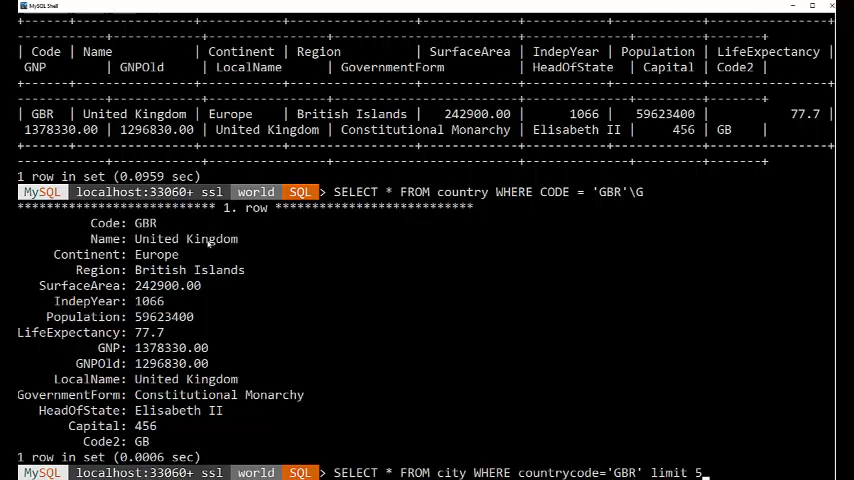 MySQL Shell
+------+----------------+-----------+-----------------+-------------+-----------+------------+----------------+
| Code | Name | Continent | Region | SurfaceArea | IndepYear | Population | LifeExpectancy |
GNP | GNPOld | LocalName | GovernmentForm | HeadOfState | Capital | Code2 |
| GBR | United Kingdom | Europe | British Islands | 242900.00 | 1066 | 59623400 | 77.7 |
1378330.00 | 1296830.00 | United Kingdom | Constitutional Monarchy | Elisabeth II | 456 | GB |
1 row in set (0.0959 sec)
MySQL localhost:33060+ ssl world SQL > SELECT * FROM country WHERE CODE = 'GBR'\G
*************************** 1. row ***************************
Code: GBR
Name: United Kingdom
Continent: Europe
Region: British Islands
SurfaceArea: 242900.00
IndepYear: 1066
Population: 59623400
LifeExpectancy: 77.7
GNP: 1378330.00
GNPOld: 1296830.00
LocalName: United Kingdom
GovernmentForm: Constitutional Monarchy
HeadOfState: Elisabeth II
Capital: 456
Code2: GB
1 row in set (0.0006 sec)
MySQL localhost:33060+ ssl world SQL > SELECT * FROM city WHERE countrycode='GBR' limit 5